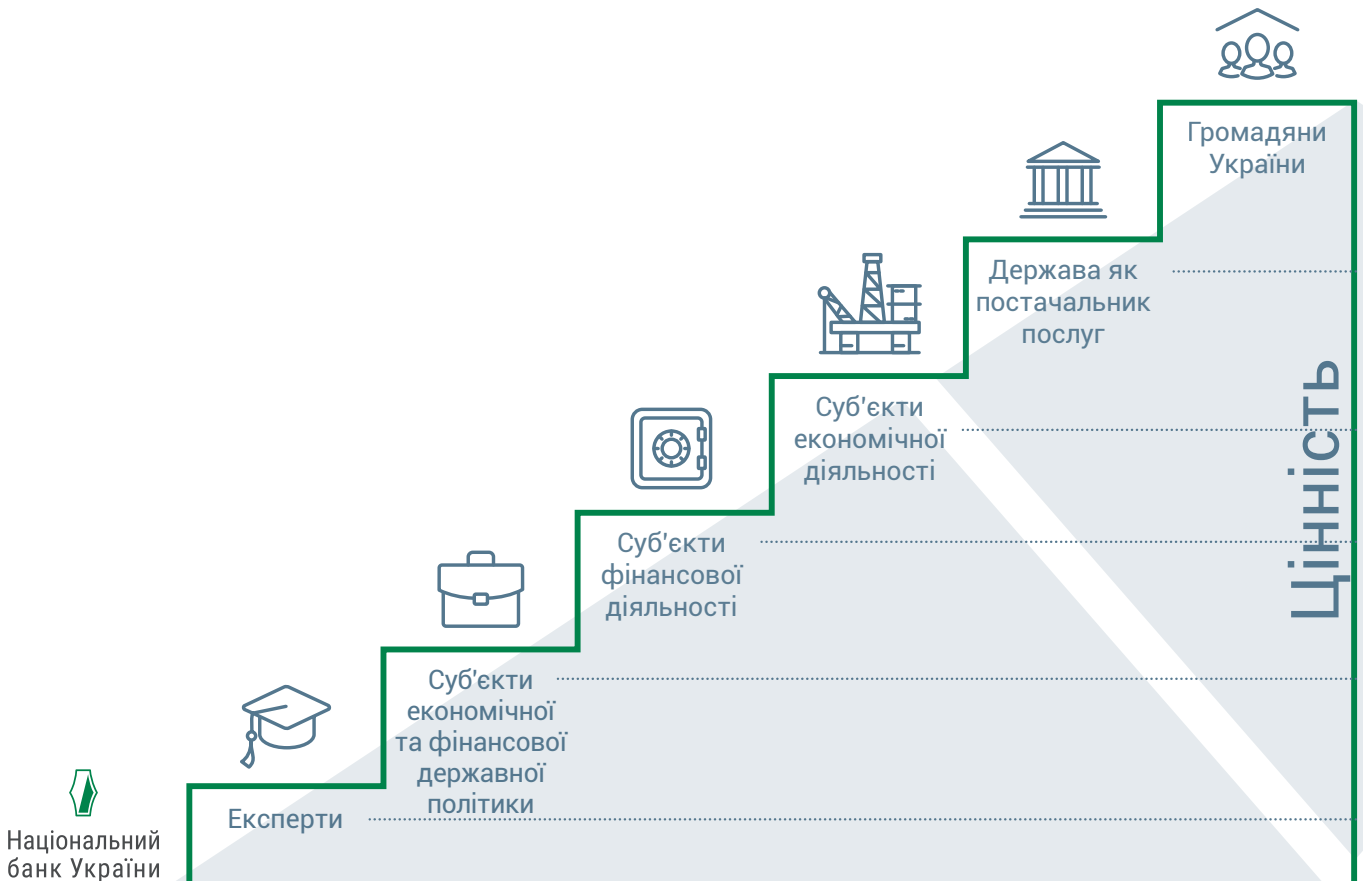 Громадяни
України
Держава як
постачальник
послуг
Суб'єкти
економічної
діяльності
Цінність
Суб'єкти
фінансової
діяльності
Суб'єкти
економічної
та фінансової
державної
політики
Експерти
Національний
банк України